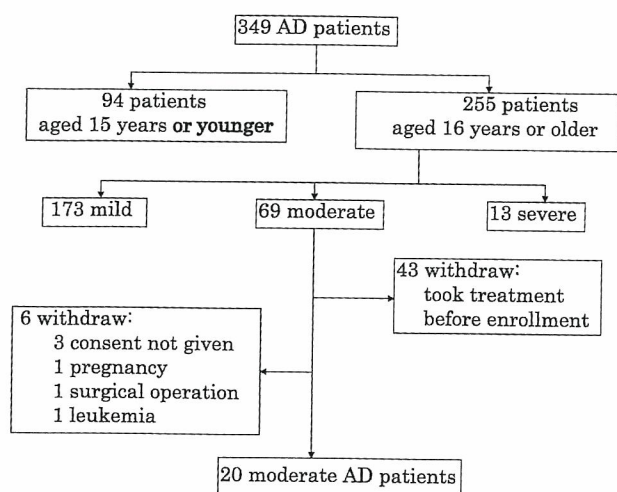 349 AD patients
94 patients
aged 15 years or younger
255 patients
aged 16 years or older
173 mild
69 moderate
13 severe
43 withdraw:
took treatment
before enrollment
6 withdraw:
3 consent not given
1 pregnancy
1 surgical operation
1 leukemia
20 moderate AD patients